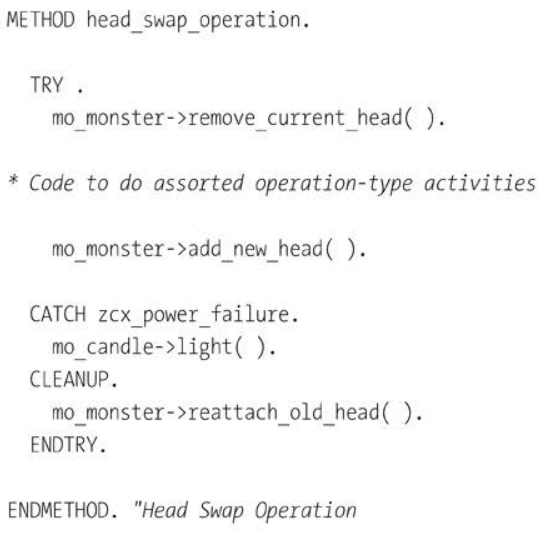 METHOD head_swap_operation.
TRY .
mo_monster->remove_current_head( ).
* Code to do assorted operation-type activities
mo_monster->add_new_head( ).
CATCH zcx_power_failure.
mo_candle->light( ).
CLEANUP.
mo_monster->reattach_old_head( ).
ENDTRY.
ENDMETHOD. "Head Swap Operation